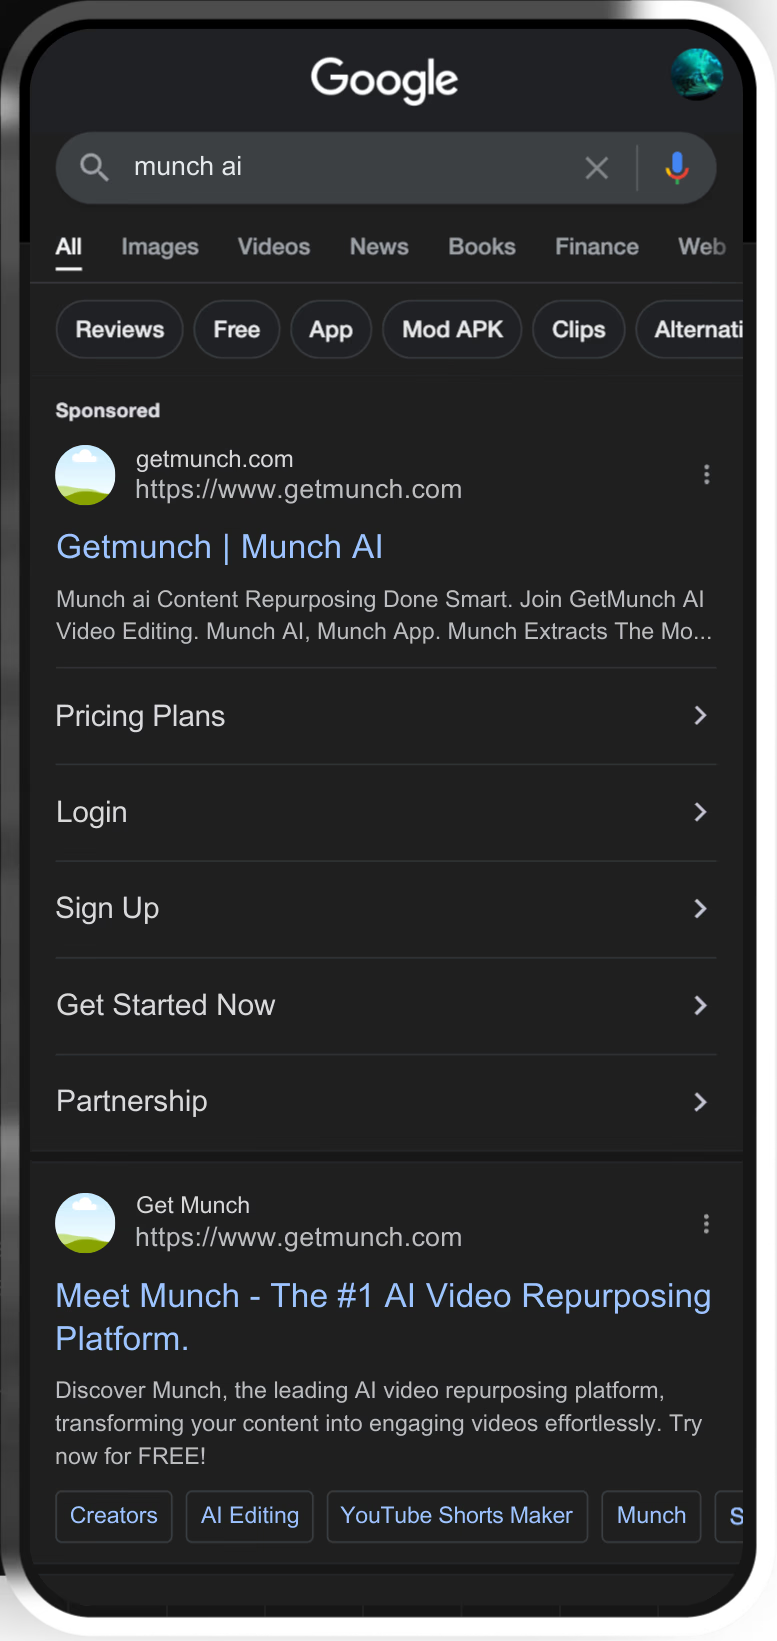 Google
munch ai
All Images Videos News Books Finance Web
Reviews Free App Mod APK Clips Alternati
Sponsored
getmunch.com
https://www.getmunch.com
Getmunch | Munch AI
Munch ai Content Repurposing Done Smart. Join GetMunch AI
Video Editing. Munch AI, Munch App. Munch Extracts The Mo...
Pricing Plans
Login
Sign Up
Get Started Now
Partnership
Get Munch
https://www.getmunch.com
Meet Munch - The #1 AI Video Repurposing
Platform.
Discover Munch, the leading AI video repurposing platform,
transforming your content into engaging videos effortlessly. Try
now for FREE!
Creators AI Editing YouTube Shorts Maker Munch S